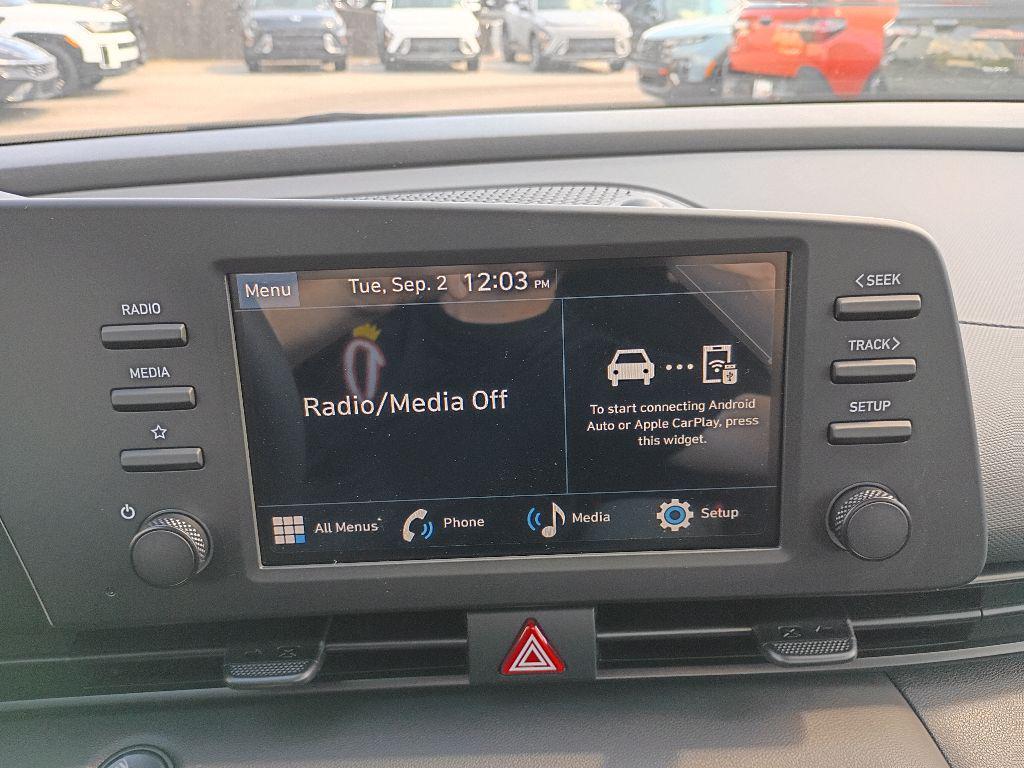 Menu
Tue, Sep. 2 12:03 PM
RADIO
MEDIA
Radio/Media Off
To start connecting Android
Auto or Apple CarPlay, press
this widget.
All Menus
Phone
Media
Setup
<SEEK
TRACK>
SETUP